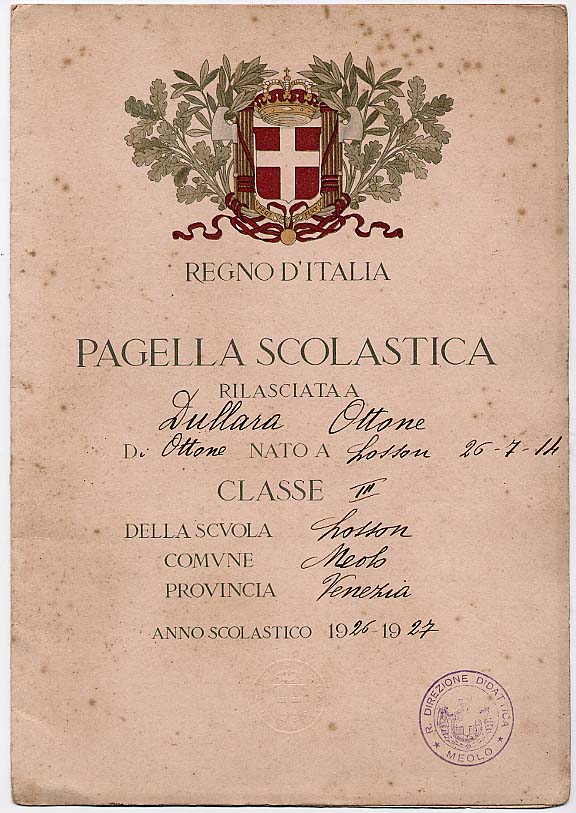 REGNO D'ITALIA
PAGELLA SCOLASTICA
RILASCIATA A
Dullara Ottone
Di Ottone NATO A Losson 26-7-14
CLASSE III
DELLA SCVOLA Losson
COMVNE Meolo
PROVINCIA Venezia
ANNO SCOLASTICO 1926-1927
R. DIREZIONE DIDATTICA
MEOLO